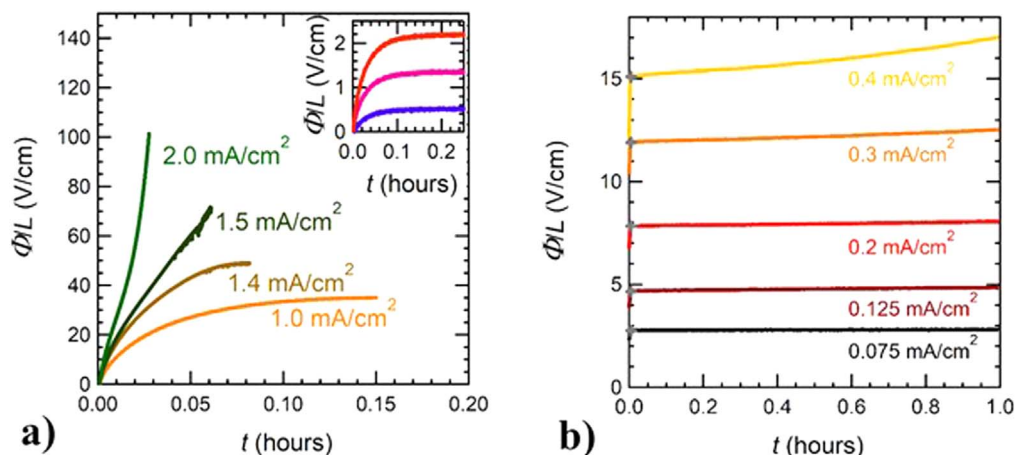 140
120
100
80
60
40
20
0
Φ/L (V/cm)
0.00
0.05
0.10
0.15
0.20
t (hours)
2.0 mA/cm²
1.5 mA/cm²
1.4 mA/cm²
1.0 mA/cm²
2
1
0
Φ/L (V/cm)
0.0
0.1
0.2
t (hours)
a)
15
10
5
0
Φ/L (V/cm)
0.4 mA/cm²
0.3 mA/cm²
0.2 mA/cm²
0.125 mA/cm²
0.075 mA/cm²
0.0
0.2
0.4
0.6
0.8
1.0
t (hours)
b)